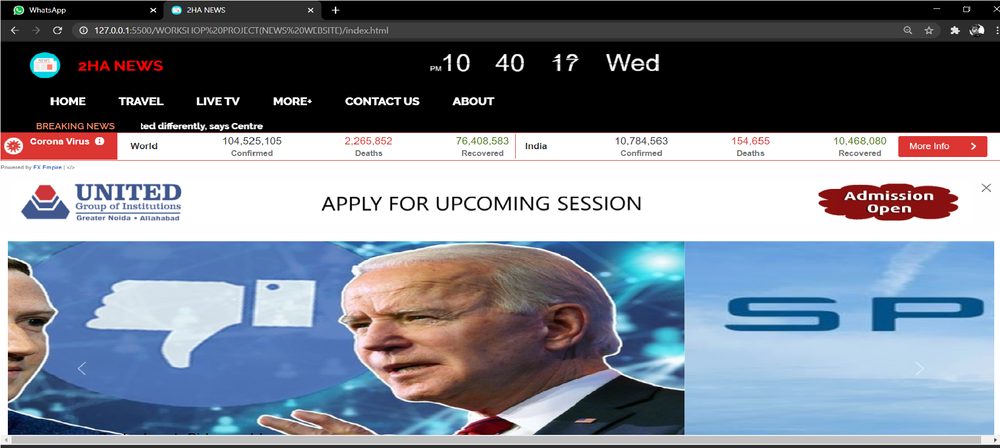 WhatsApp
2HA NEWS
127.0.0.1:5500/WORKSHOP%20PROJECT(NEWS%20WEBSITE)/index.html
NEWS
2HA NEWS
PM 10 40 17 Wed
HOME TRAVEL LIVE TV MORE+ CONTACT US ABOUT
BREAKING NEWS ted differently, says Centre
Corona Virus
World
104,525,105
Confirmed
2,265,852
Deaths
76,408,583
Recovered
India
10,784,563
Confirmed
154,655
Deaths
10,468,080
Recovered
More Info
Powered by FX Empire | </>
UNITED
Group of Institutions
Greater Noida • Allahabad
APPLY FOR UPCOMING SESSION
Admission
Open
SP